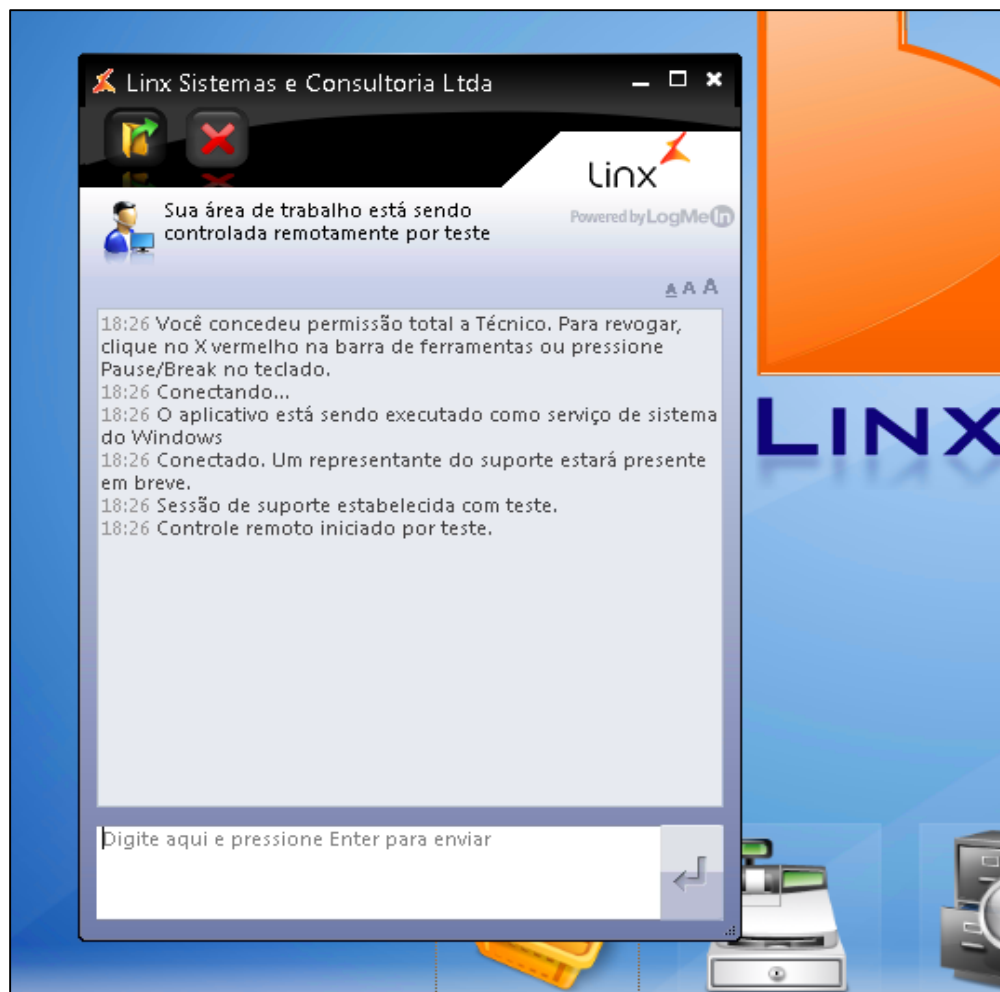 Linx Sistemas e Consultoria Ltda
Linx
Powered by LogMeIn
Sua área de trabalho está sendo
controlada remotamente por teste
A A A
18:26 Você concedeu permissão total a Técnico. Para revogar,
clique no X vermelho na barra de ferramentas ou pressione
Pause/Break no teclado.
18:26 Conectando...
18:26 O aplicativo está sendo executado como serviço de sistema
do Windows
18:26 Conectado. Um representante do suporte estará presente
em breve.
18:26 Sessão de suporte estabelecida com teste.
18:26 Controle remoto iniciado por teste.
Digite aqui e pressione Enter para enviar
LINX